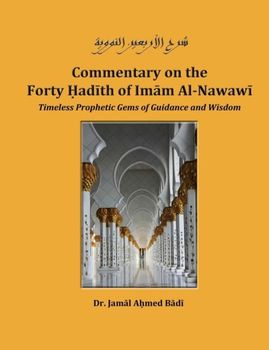 شرح الأربعين النووية
Commentary on the
Forty Ḥadīth of Imām Al-Nawawī
Timeless Prophetic Gems of Guidance and Wisdom
Dr. Jamāl Aḥmed Bādī